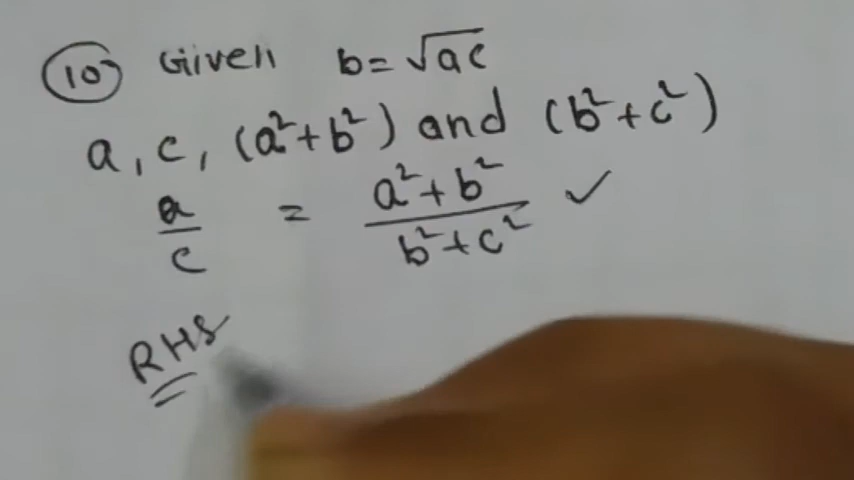 (10) Given b = √ac
a, c, (a²+b²) and (b²+c²)
a/c = (a²+b²)/(b²+c²) ✓
RHS